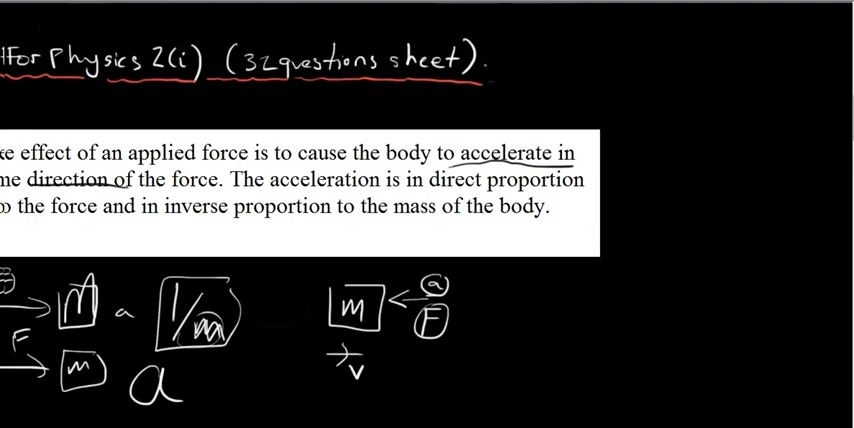 For Physics 2(i) (32 questions sheet).
effect of an applied force is to cause the body to accelerate in
direction of the force. The acceleration is in direct proportion
the force and in inverse proportion to the mass of the body.
m a 1/m m a
F F
m a v